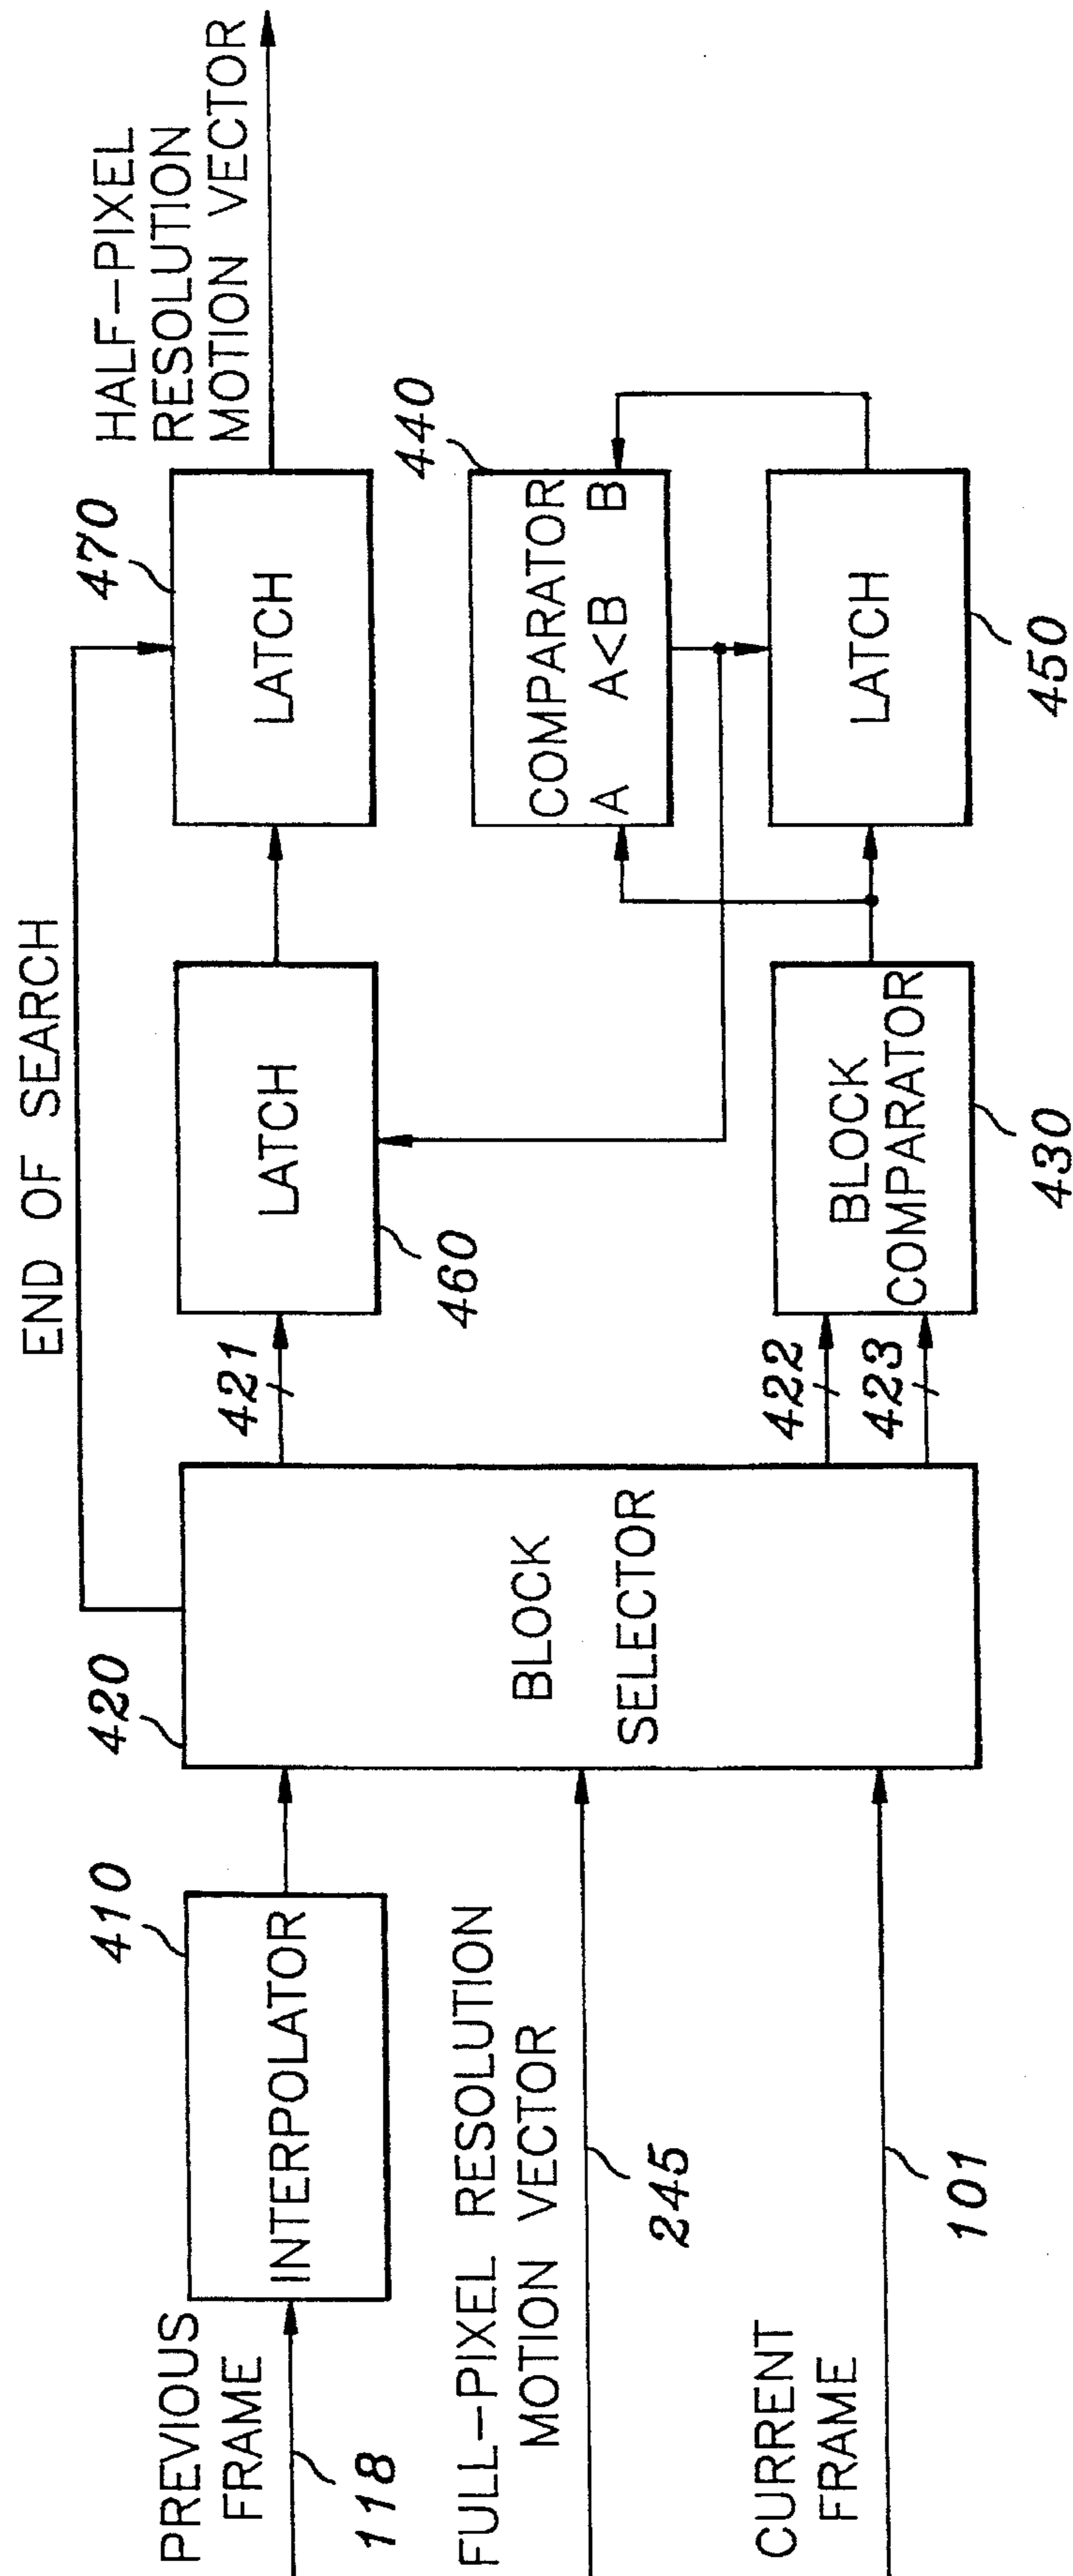 PREVIOUS
FRAME
118
INTERPOLATOR
410
FULL-PIXEL RESOLUTION
MOTION VECTOR
245
CURRENT
FRAME
101
420
BLOCK
SELECTOR
END OF SEARCH
421
422
423
LATCH
460
BLOCK
COMPARATOR
430
470
LATCH
440
COMPARATOR
A A<B B
LATCH
450
HALF-PIXEL
RESOLUTION
MOTION VECTOR